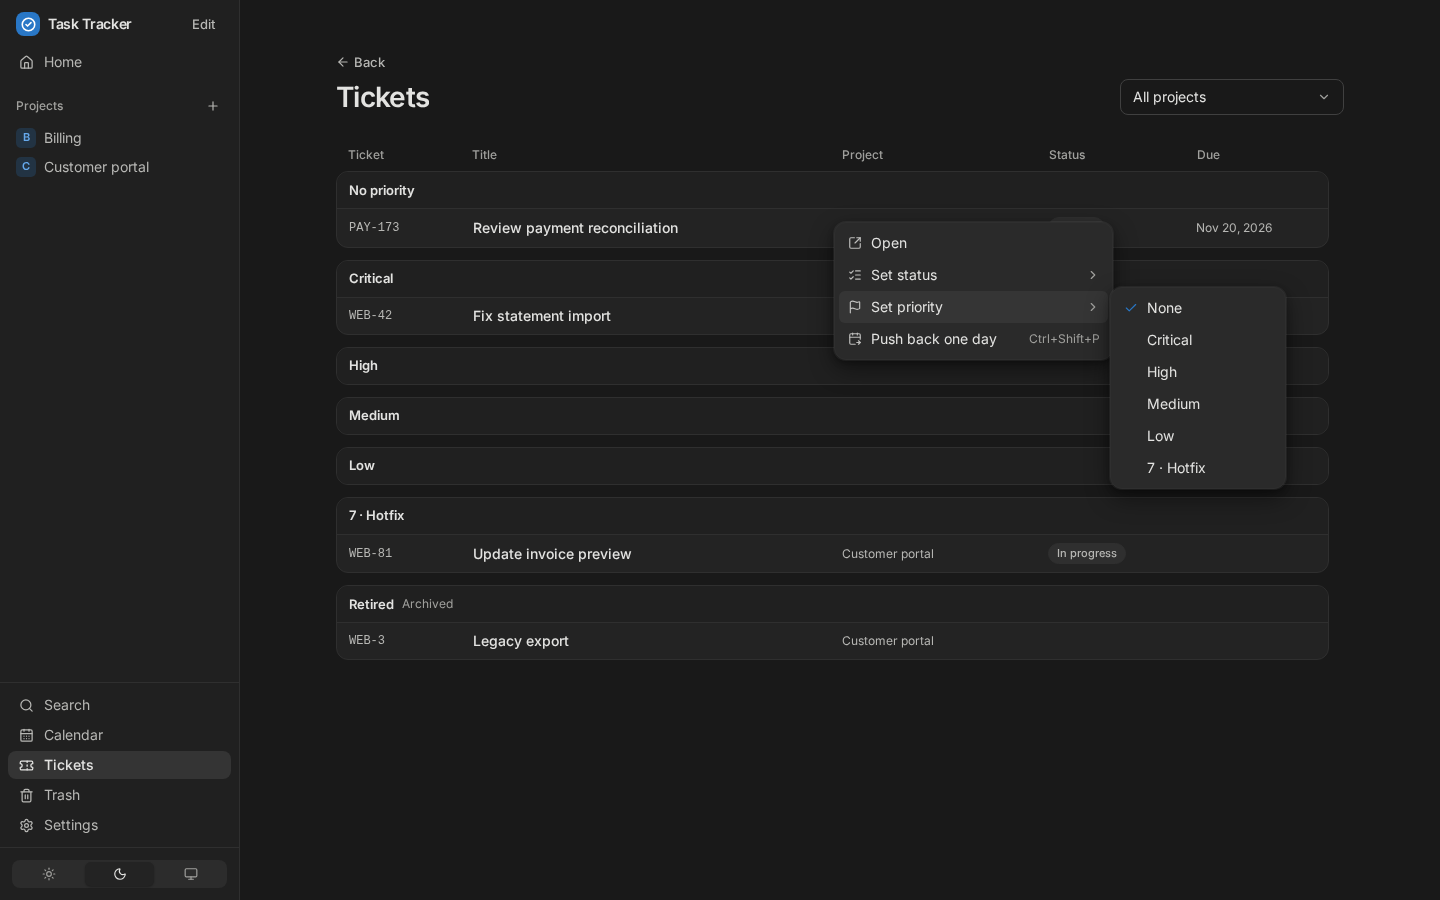 Task Tracker
Edit
Home
Projects
B Billing
C Customer portal
Search
Calendar
Tickets
Trash
Settings
Back
Tickets
All projects
Ticket Title Project Status Due
No priority
PAY-173 Review payment reconciliation Nov 20, 2026
Critical
WEB-42 Fix statement import
High
Medium
Low
7 · Hotfix
WEB-81 Update invoice preview Customer portal In progress
Retired Archived
WEB-3 Legacy export Customer portal
Open
Set status
Set priority
Push back one day Ctrl+Shift+P
None
Critical
High
Medium
Low
7 · Hotfix